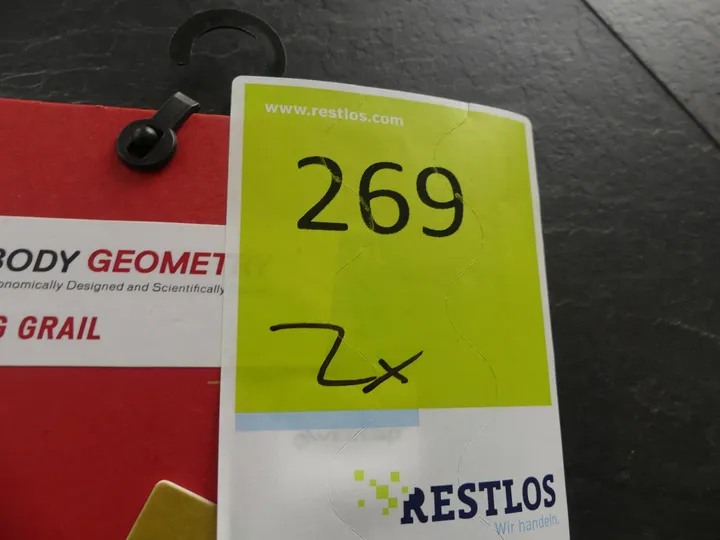 www.restlos.com
269
2x
BODY GEOMET
onomically Designed and Scientifically
G GRAIL
RESTLOS
Wir handeln.